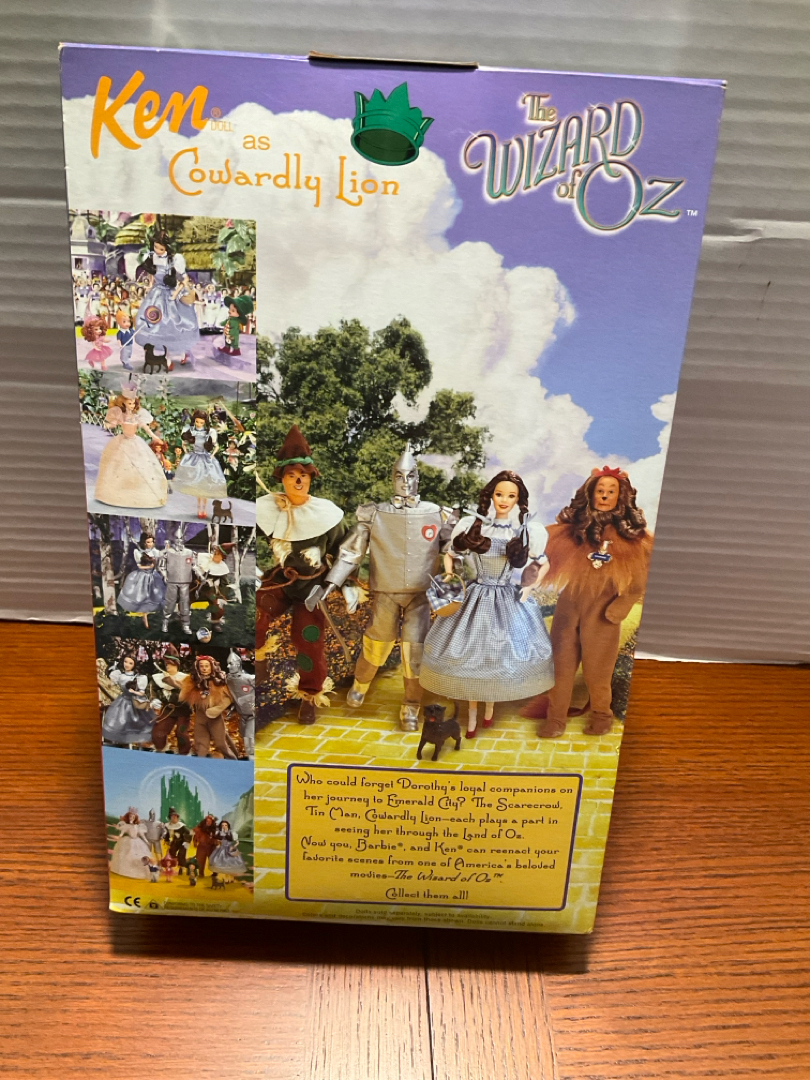 Ken
® DOLL
as
Cowardly Lion
The
WIZARD
of OZ™
Who could forget Dorothy's loyal companions on
her journey to Emerald City? The Scarecrow,
Tin Man, Cowardly Lion—each plays a part in
seeing her through the Land of Oz.
Now you, Barbie®, and Ken® can reenact your
favorite scenes from one of America's beloved
movies—The Wizard of Oz™.
Collect them all!
CE